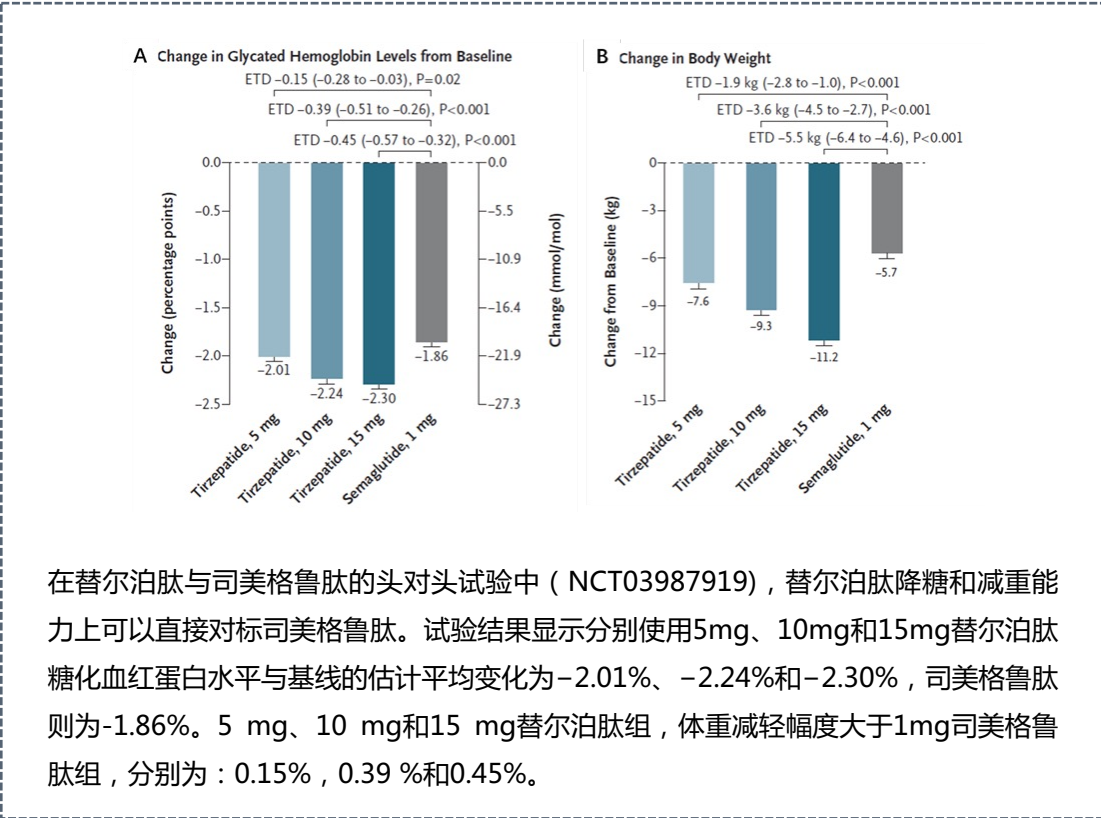 A Change in Glycated Hemoglobin Levels from Baseline
ETD −0.15 (−0.28 to −0.03), P=0.02
ETD −0.39 (−0.51 to −0.26), P<0.001
ETD −0.45 (−0.57 to −0.32), P<0.001
Change (percentage points)
0.0
−0.5
−1.0
−1.5
−2.0
−2.5
−2.01
−2.24
−2.30
−1.86
0.0
−5.5
−10.9
−16.4
−21.9
−27.3
Change (mmol/mol)
Tirzepatide, 5 mg
Tirzepatide, 10 mg
Tirzepatide, 15 mg
Semaglutide, 1 mg
B Change in Body Weight
ETD −1.9 kg (−2.8 to −1.0), P<0.001
ETD −3.6 kg (−4.5 to −2.7), P<0.001
ETD −5.5 kg (−6.4 to −4.6), P<0.001
Change from Baseline (kg)
0
−3
−6
−9
−12
−15
−7.6
−9.3
−11.2
−5.7
Tirzepatide, 5 mg
Tirzepatide, 10 mg
Tirzepatide, 15 mg
Semaglutide, 1 mg
在替尔泊肽与司美格鲁肽的头对头试验中（NCT03987919)，替尔泊肽降糖和减重能
力上可以直接对标司美格鲁肽。试验结果显示分别使用5mg、10mg和15mg替尔泊肽
糖化血红蛋白水平与基线的估计平均变化为−2.01%、−2.24%和−2.30%，司美格鲁肽
则为-1.86%。5 mg、10 mg和15 mg替尔泊肽组，体重减轻幅度大于1mg司美格鲁
肽组，分别为：0.15%，0.39 %和0.45%。